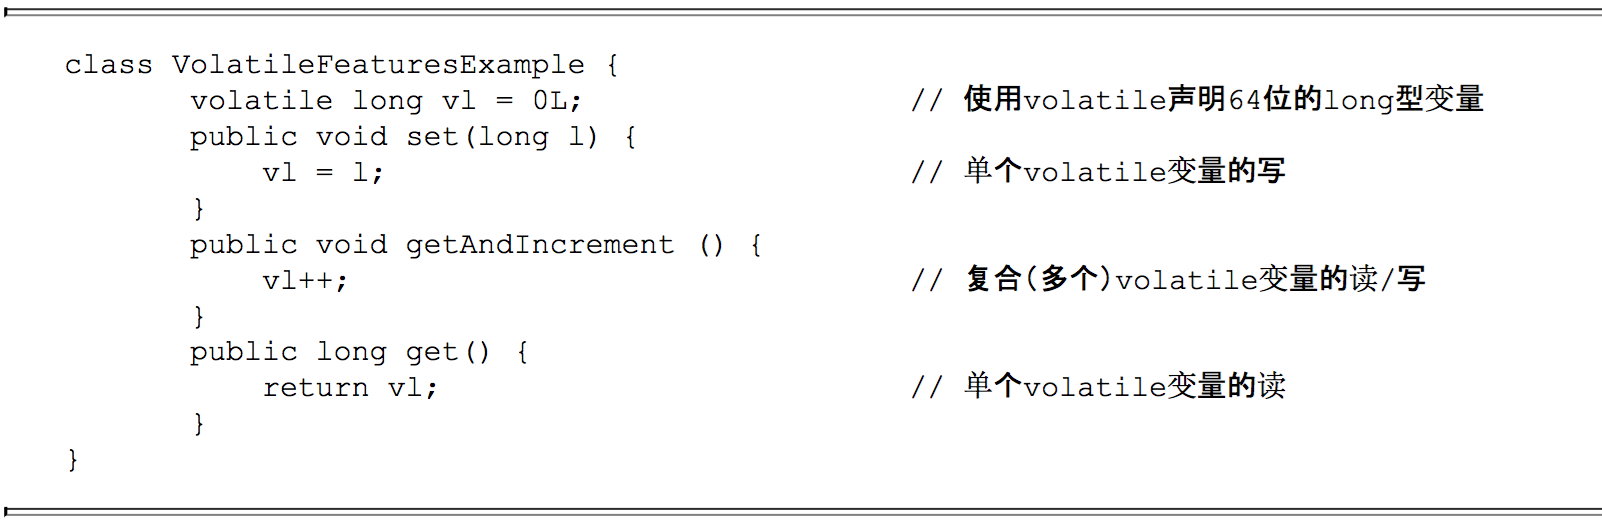 class VolatileFeaturesExample {
volatile long vl = 0L; // 使用volatile声明64位的long型变量
public void set(long l) {
vl = l; // 单个volatile变量的写
}
public void getAndIncrement () {
vl++; // 复合(多个)volatile变量的读/写
}
public long get() {
return vl; // 单个volatile变量的读
}
}